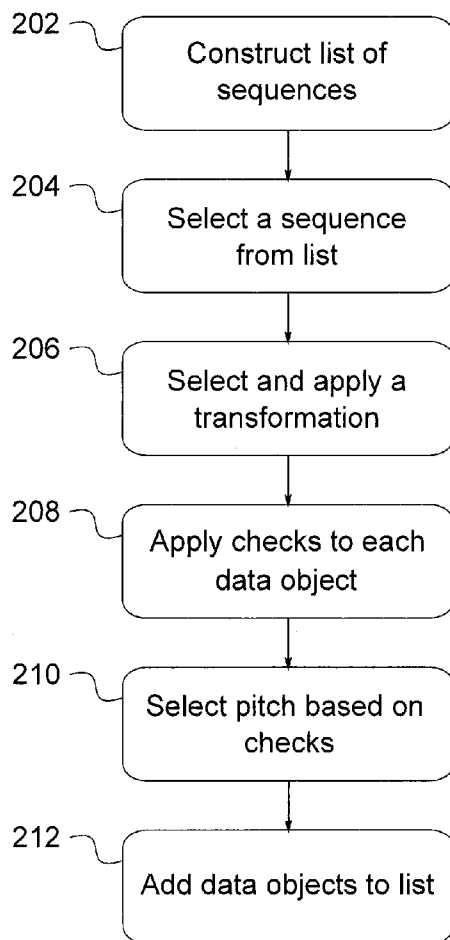 202
Construct list of
sequences
204
Select a sequence
from list
206
Select and apply a
transformation
208
Apply checks to each
data object
210
Select pitch based on
checks
212
Add data objects to list